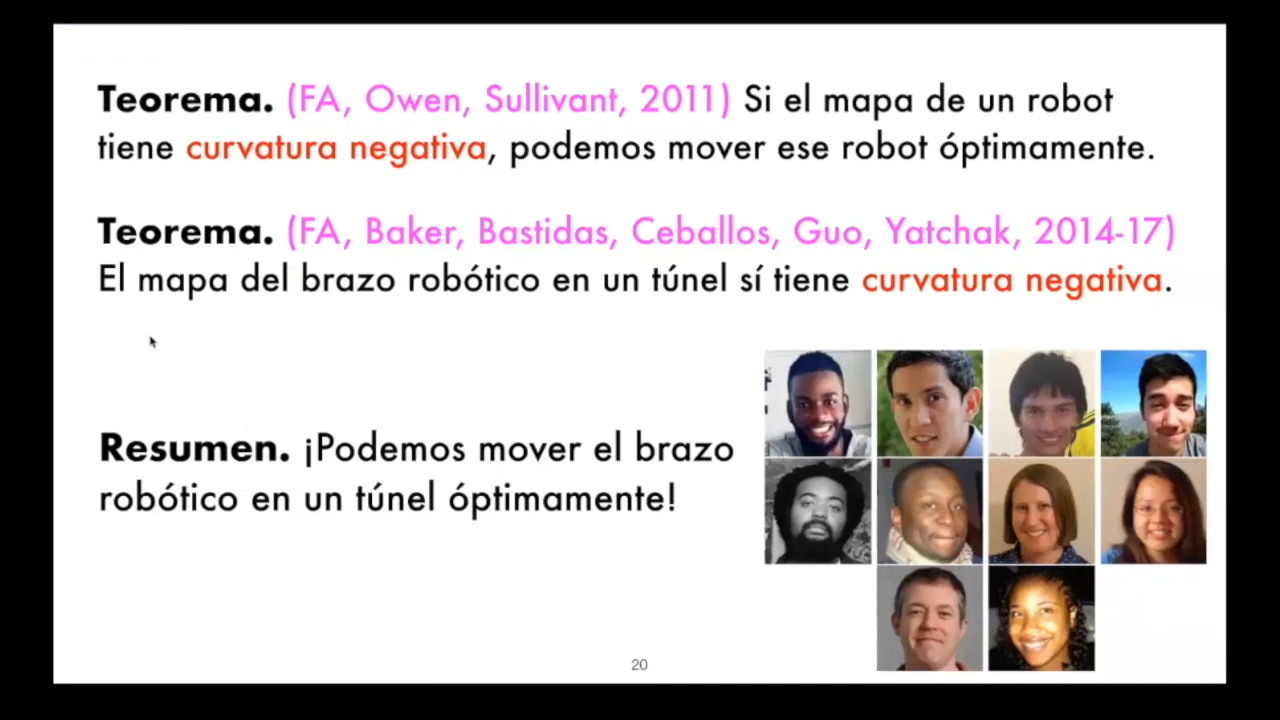 Teorema. (FA, Owen, Sullivant, 2011) Si el mapa de un robot
tiene curvatura negativa, podemos mover ese robot óptimamente.
Teorema. (FA, Baker, Bastidas, Ceballos, Guo, Yatchak, 2014-17)
El mapa del brazo robótico en un túnel sí tiene curvatura negativa.
Resumen. ¡Podemos mover el brazo
robótico en un túnel óptimamente!
20